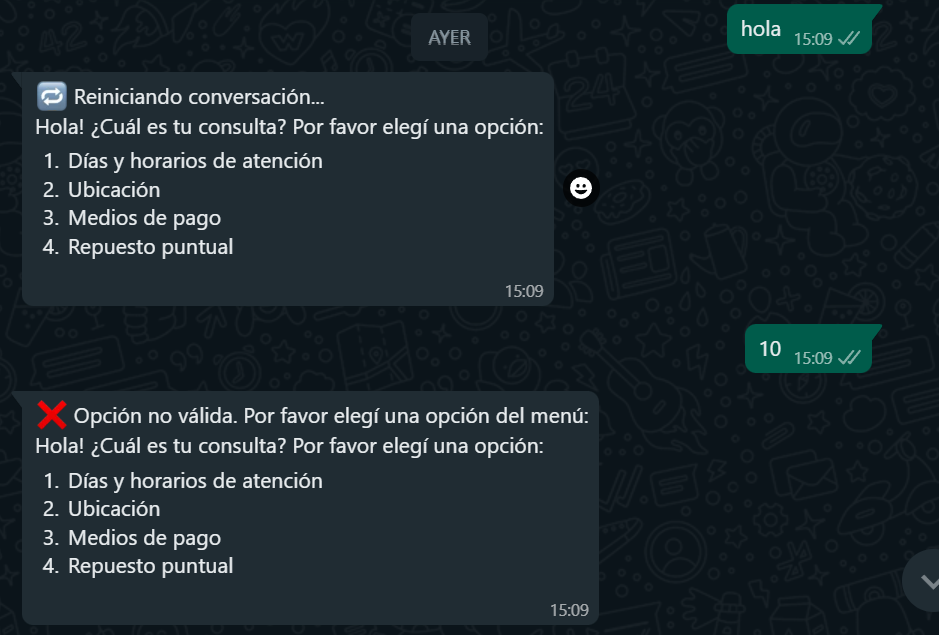 AYER
hola 15:09
Reiniciando conversación...
Hola! ¿Cuál es tu consulta? Por favor elegí una opción:
1. Días y horarios de atención
2. Ubicación
3. Medios de pago
4. Repuesto puntual
15:09
10 15:09
Opción no válida. Por favor elegí una opción del menú:
Hola! ¿Cuál es tu consulta? Por favor elegí una opción:
1. Días y horarios de atención
2. Ubicación
3. Medios de pago
4. Repuesto puntual
15:09